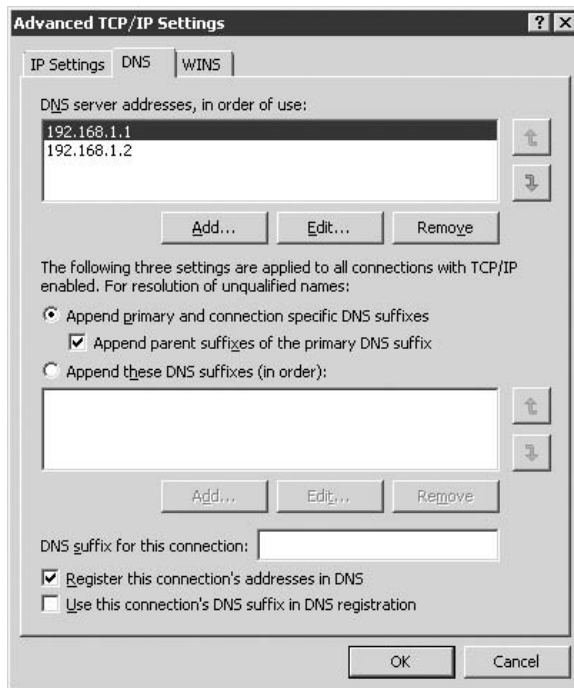 Advanced TCP/IP Settings
IP Settings DNS WINS
DNS server addresses, in order of use:
192.168.1.1
192.168.1.2
Add... Edit... Remove
The following three settings are applied to all connections with TCP/IP
enabled. For resolution of unqualified names:
Append primary and connection specific DNS suffixes
Append parent suffixes of the primary DNS suffix
Append these DNS suffixes (in order):
Add... Edit... Remove
DNS suffix for this connection:
Register this connection's addresses in DNS
Use this connection's DNS suffix in DNS registration
OK Cancel